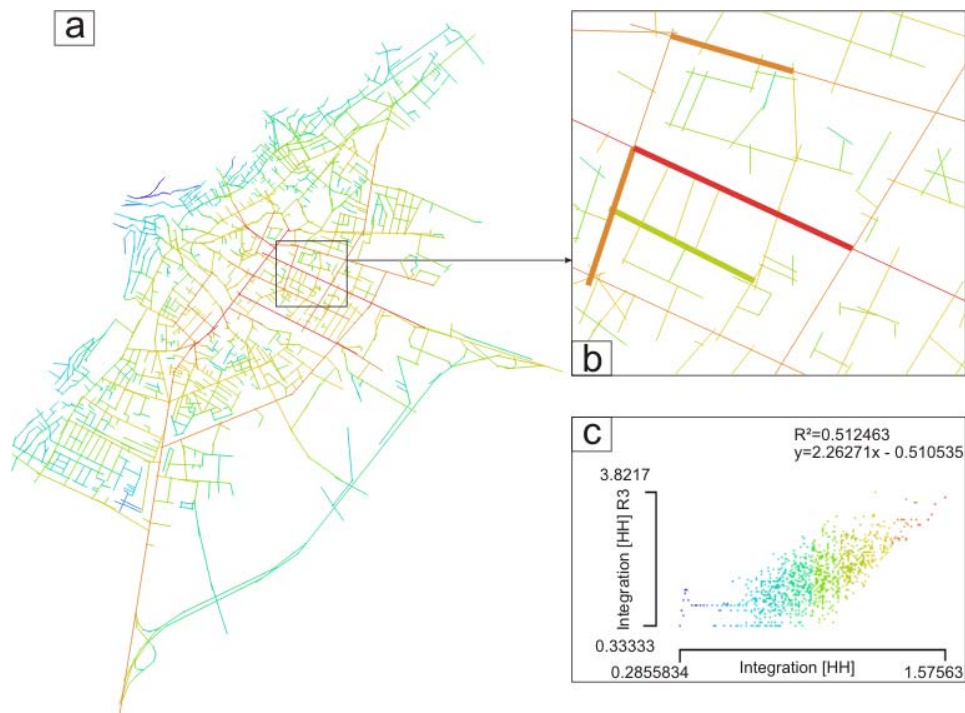 a
b
c
R²=0.512463
y=2.26271x - 0.510535
3.8217
Integration [HH] R3
0.33333
0.2855834
Integration [HH]
1.57563